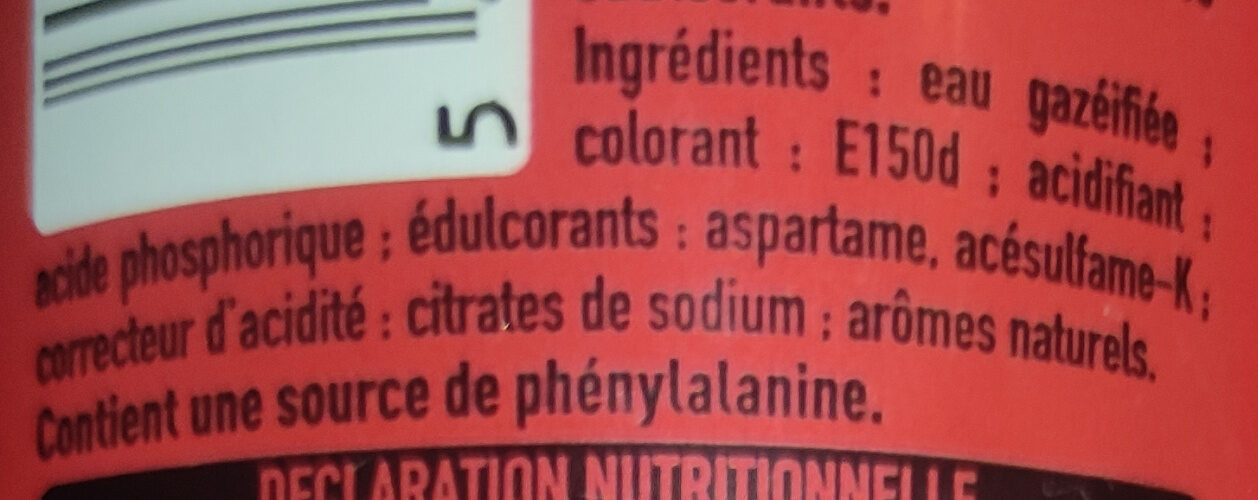 Ingrédients : eau gazéifiée ;
colorant : E150d ; acidifiant :
acide phosphorique ; édulcorants : aspartame, acésulfame-K ;
correcteur d'acidité : citrates de sodium ; arômes naturels.
Contient une source de phénylalanine.
DECLARATION NUTRITIONNELLE
5